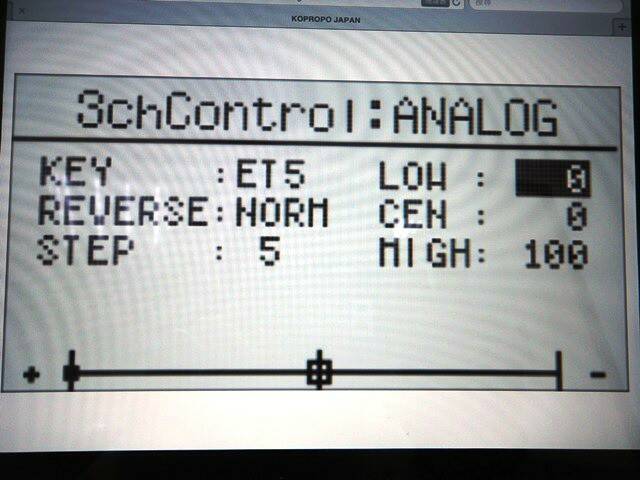 KOPROPO JAPAN
3chControl:ANALOG
KEY : ET5 LOW : 0
REVERSE: NORM CEN : 0
STEP : 5 HIGH: 100
+ -